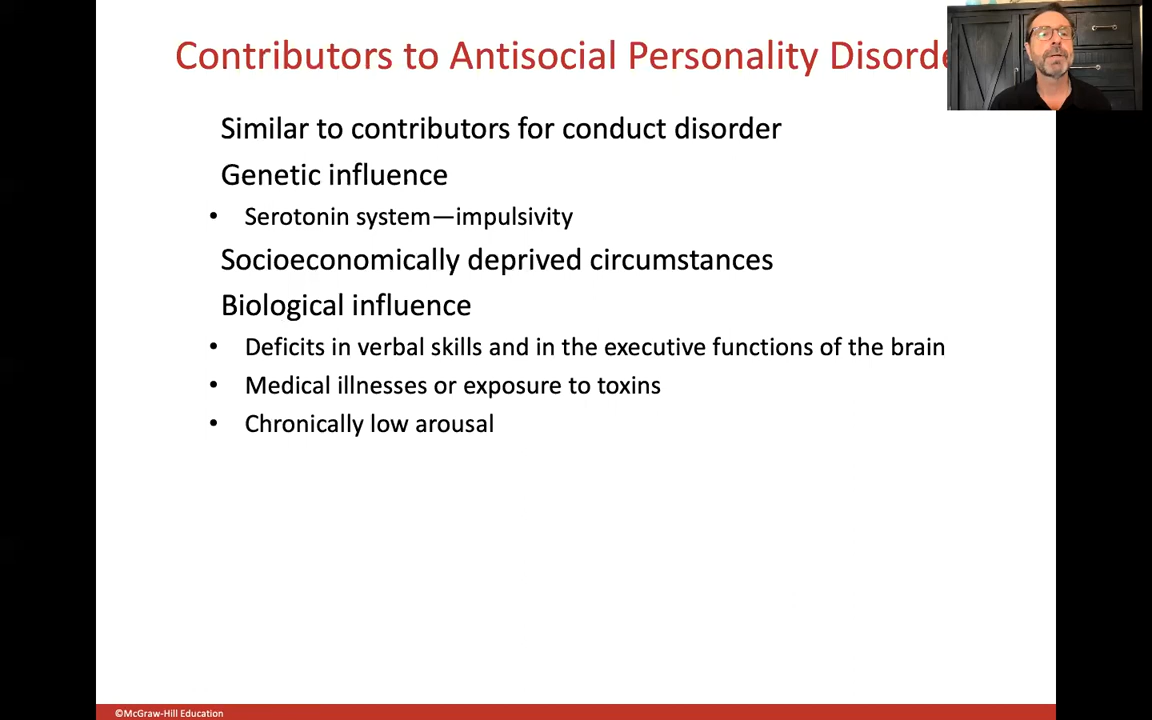 Contributors to Antisocial Personality Disorde
Similar to contributors for conduct disorder
Genetic influence
• Serotonin system—impulsivity
Socioeconomically deprived circumstances
Biological influence
• Deficits in verbal skills and in the executive functions of the brain
• Medical illnesses or exposure to toxins
• Chronically low arousal
©McGraw-Hill Education